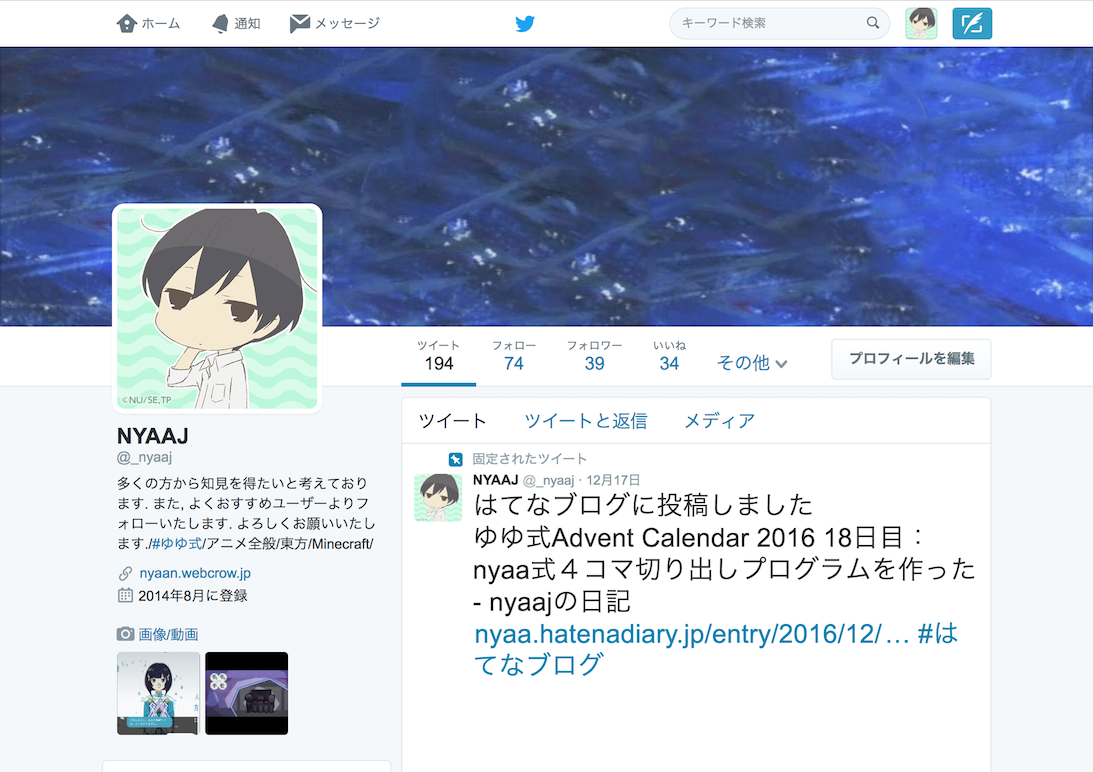 ホーム 通知 メッセージ キーワード検索
ツイート フォロー フォロワー いいね
194 74 39 34 その他 プロフィールを編集
©NU/SE,TP
NYAAJ
@_nyaaj
多くの方から知見を得たいと考えており
ます. また, よくおすすめユーザーよりフ
ォローいたします. よろしくお願いいたし
ます./#ゆゆ式/アニメ全般/東方/Minecraft/
nyaan.webcrow.jp
2014年8月に登録
画像/動画
ツイート ツイートと返信 メディア
固定されたツイート
NYAAJ @_nyaaj · 12月17日
はてなブログに投稿しました
ゆゆ式Advent Calendar 2016 18日目：
nyaa式４コマ切り出しプログラムを作った
- nyaajの日記
nyaa.hatenadiary.jp/entry/2016/12/… #は
てなブログ